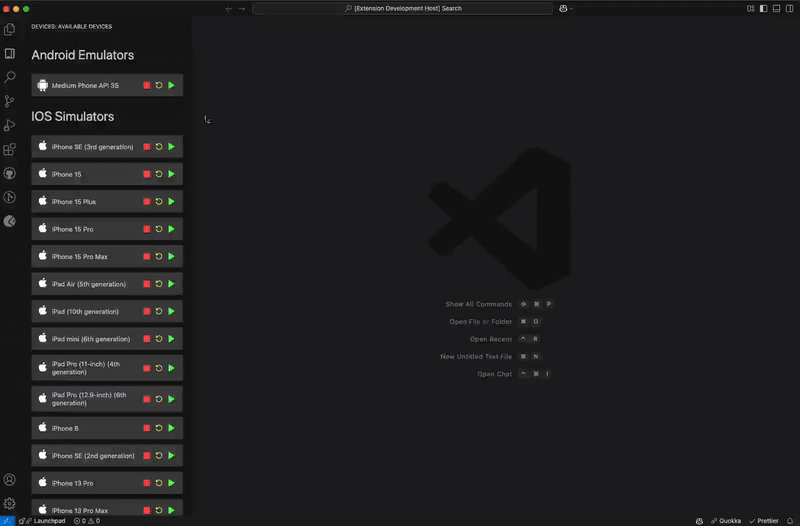 [Extension Development Host] Search
DEVICES: AVAILABLE DEVICES
Android Emulators
Medium Phone API 35
IOS Simulators
iPhone SE (3rd generation)
iPhone 15
iPhone 15 Plus
iPhone 15 Pro
iPhone 15 Pro Max
iPad Air (5th generation)
iPad (10th generation)
iPad mini (6th generation)
iPad Pro (11-inch) (4th
generation)
iPad Pro (12.9-inch) (6th
generation)
iPhone 8
iPhone SE (2nd generation)
iPhone 13 Pro
iPhone 13 Pro Max
Show All Commands ⇧ ⌘ P
Open File or Folder ⌘ O
Open Recent ⌃ R
New Untitled Text File ⌘ N
Open Chat ⌃ ⌘ I
Launchpad 0 0
Quokka Prettier